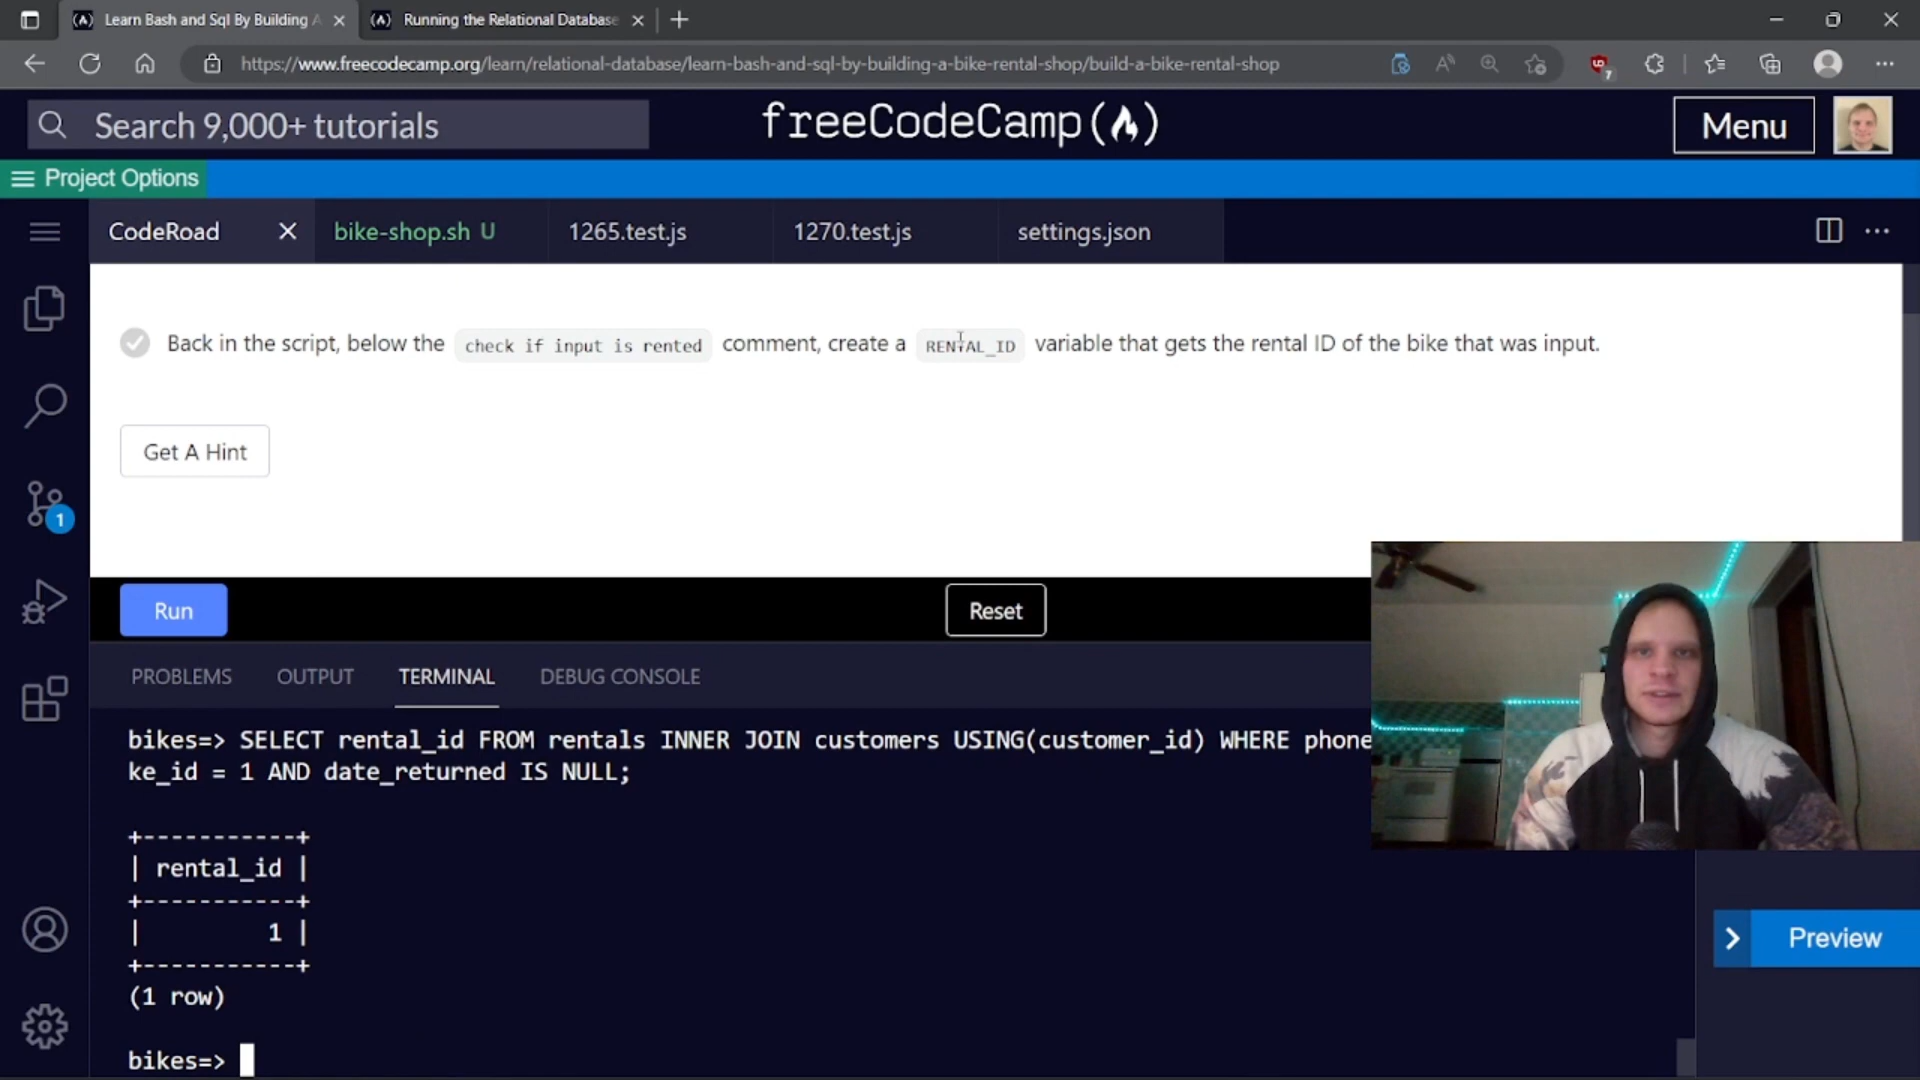 Learn Bash and Sql By Building A
Running the Relational Database
https://www.freecodecamp.org/learn/relational-database/learn-bash-and-sql-by-building-a-bike-rental-shop/build-a-bike-rental-shop
7
Search 9,000+ tutorials
freeCodeCamp
Menu
Project Options
CodeRoad
bike-shop.sh U
1265.test.js
1270.test.js
settings.json
Back in the script, below the check if input is rented comment, create a RENTAL_ID variable that gets the rental ID of the bike that was input.
Get A Hint
1
Run
Reset
PROBLEMS
OUTPUT
TERMINAL
DEBUG CONSOLE
bikes=> SELECT rental_id FROM rentals INNER JOIN customers USING(customer_id) WHERE phone
ke_id = 1 AND date_returned IS NULL;
+-----------+
| rental_id |
+-----------+
|         1 |
+-----------+
(1 row)
bikes=>
Preview